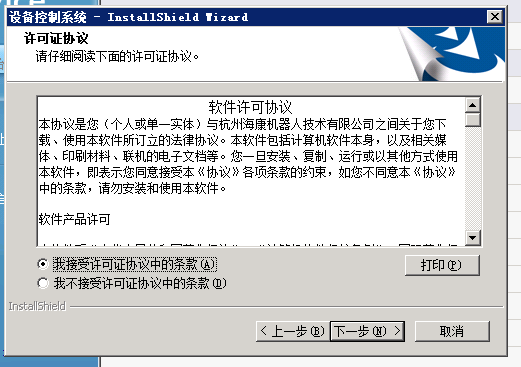 设备控制系统 - InstallShield Wizard
许可证协议
请仔细阅读下面的许可证协议。
软件许可协议
本协议是您（个人或单一实体）与杭州海康机器人技术有限公司之间关于您下
载、使用本软件所订立的法律协议。本软件包括计算机软件本身，以及相关媒
体、印刷材料、联机的电子文档等。您一旦安装、复制、运行或以其他方式使用
本软件，即表示您同意接受本《协议》各项条款的约束，如您不同意本《协议》
中的条款，请勿安装和使用本软件。
软件产品许可
我接受许可证协议中的条款(A)
打印(P)
我不接受许可证协议中的条款(D)
InstallShield
< 上一步(B)
下一步(N) >
取消